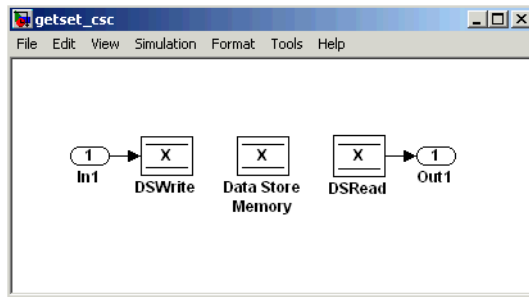 getset_csc
File Edit View Simulation Format Tools Help
1 X X X 1
In1 DSWrite Data Store Memory DSRead Out1